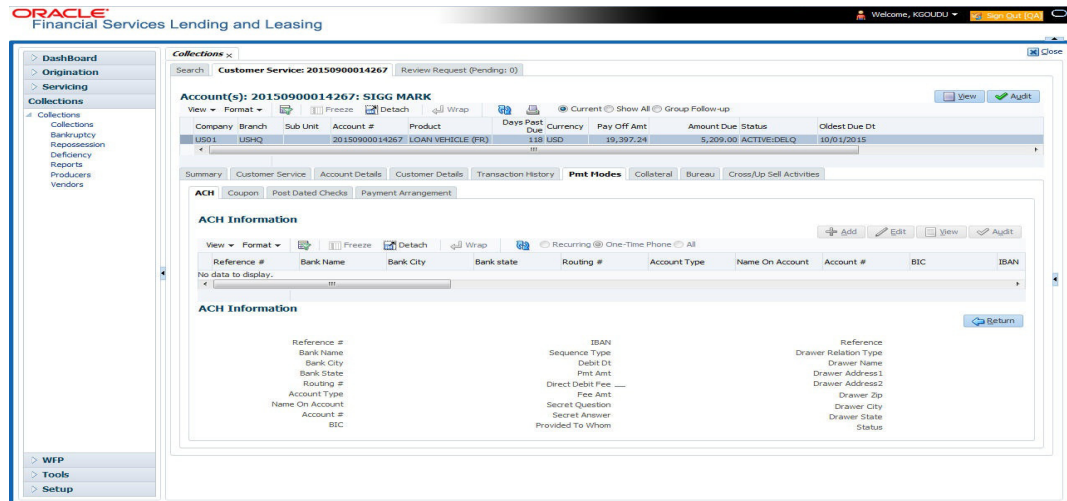 ORACLE
Financial Services Lending and Leasing
Welcome, KGOUDU
Sign Out [QA]
Close
DashBoard
Origination
Servicing
Collections
Collections
Collections
Bankruptcy
Repossession
Deficiency
Reports
Producers
Vendors
WFP
Tools
Setup
Collections x
Search Customer Service: 20150900014267 Review Request (Pending: 0)
Account(s): 20150900014267: SIGG MARK
View Audit
View Format Freeze Detach Wrap Current Show All Group Follow-up
Company Branch Sub Unit Account # Product Days Past Due Currency Pay Off Amt Amount Due Status Oldest Due Dt
US01 USHQ 20150900014267 LOAN VEHICLE (FR) 118 USD 19,397.24 5,209.00 ACTIVE:DELQ 10/01/2015
Summary Customer Service Account Details Customer Details Transaction History Pmt Modes Collateral Bureau Cross/Up Sell Activities
ACH Coupon Post Dated Checks Payment Arrangement
ACH Information
Add Edit View Audit
View Format Freeze Detach Wrap Recurring One-Time Phone All
Reference # Bank Name Bank City Bank state Routing # Account Type Name On Account Account # BIC IBAN
No data to display.
ACH Information
Return
Reference # IBAN Reference
Bank Name Sequence Type Drawer Relation Type
Bank City Debit Dt Drawer Name
Bank State Pmt Amt Drawer Address1
Routing # Direct Debit Fee Drawer Address2
Account Type Fee Amt Drawer Zip
Name On Account Secret Question Drawer City
Account # Secret Answer Drawer State
BIC Provided To Whom Status